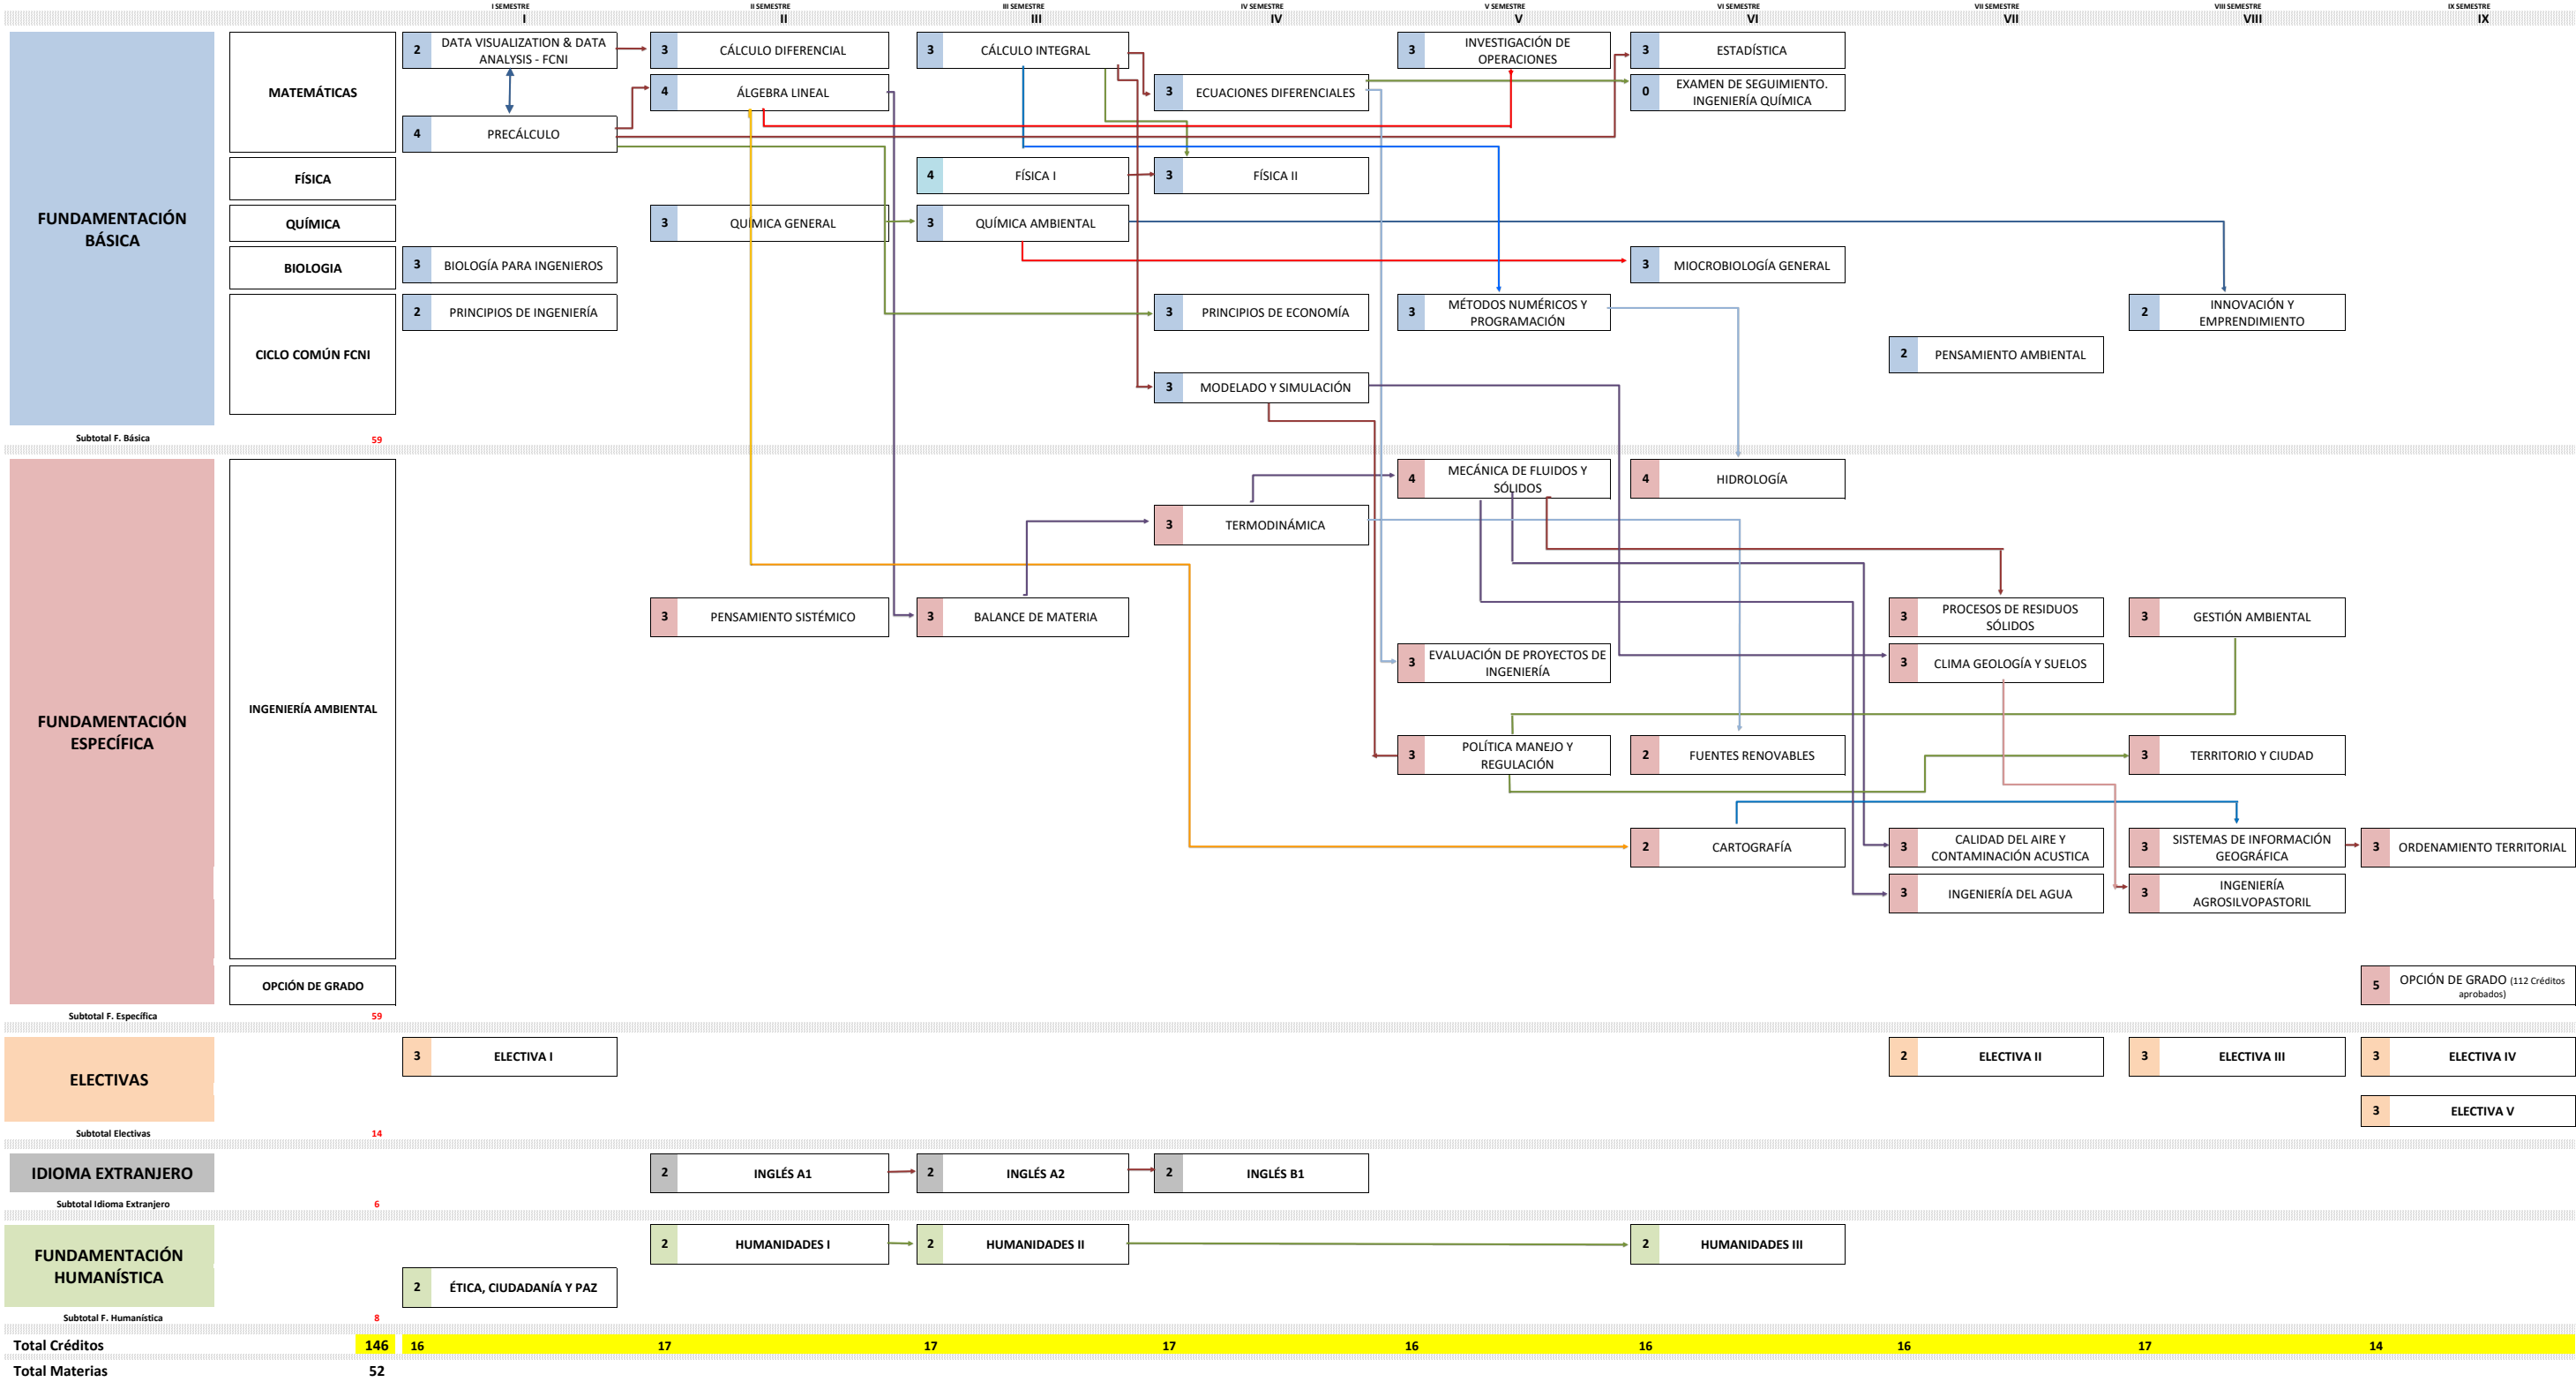 I SEMESTRE
II SEMESTRE
III SEMESTRE
IV SEMESTRE
V SEMESTRE
VI SEMESTRE
VII SEMESTRE
VIII SEMESTRE
IX SEMESTRE
I
II
III
IV
V
VI
VII
VIII
IX
FUNDAMENTACIÓN
BÁSICA
MATEMÁTICAS
2
DATA VISUALIZATION & DATA
ANALYSIS - FCNI
3
CÁLCULO DIFERENCIAL
3
CÁLCULO INTEGRAL
3
INVESTIGACIÓN DE
OPERACIONES
3
ESTADÍSTICA
4
ÁLGEBRA LINEAL
3
ECUACIONES DIFERENCIALES
0
EXAMEN DE SEGUIMIENTO.
INGENIERÍA QUÍMICA
4
PRECÁLCULO
FÍSICA
4
FÍSICA I
3
FÍSICA II
QUÍMICA
3
QUÍMICA GENERAL
3
QUÍMICA AMBIENTAL
BIOLOGIA
3
BIOLOGÍA PARA INGENIEROS
3
MIOCROBIOLOGÍA GENERAL
CICLO COMÚN FCNI
2
PRINCIPIOS DE INGENIERÍA
3
PRINCIPIOS DE ECONOMÍA
3
MÉTODOS NUMÉRICOS Y
PROGRAMACIÓN
2
INNOVACIÓN Y
EMPRENDIMIENTO
2
PENSAMIENTO AMBIENTAL
3
MODELADO Y SIMULACIÓN
Subtotal F. Básica
59
FUNDAMENTACIÓN
ESPECÍFICA
INGENIERÍA AMBIENTAL
4
MECÁNICA DE FLUIDOS Y
SÓLIDOS
4
HIDROLOGÍA
3
TERMODINÁMICA
3
PENSAMIENTO SISTÉMICO
3
BALANCE DE MATERIA
3
PROCESOS DE RESIDUOS
SÓLIDOS
3
GESTIÓN AMBIENTAL
3
EVALUACIÓN DE PROYECTOS DE
INGENIERÍA
3
CLIMA GEOLOGÍA Y SUELOS
3
POLÍTICA MANEJO Y
REGULACIÓN
2
FUENTES RENOVABLES
3
TERRITORIO Y CIUDAD
2
CARTOGRAFÍA
3
CALIDAD DEL AIRE Y
CONTAMINACIÓN ACUSTICA
3
SISTEMAS DE INFORMACIÓN
GEOGRÁFICA
3
ORDENAMIENTO TERRITORIAL
3
INGENIERÍA DEL AGUA
3
INGENIERÍA
AGROSILVOPASTORIL
OPCIÓN DE GRADO
5
OPCIÓN DE GRADO (112 Créditos
aprobados)
Subtotal F. Específica
59
ELECTIVAS
3
ELECTIVA I
2
ELECTIVA II
3
ELECTIVA III
3
ELECTIVA IV
3
ELECTIVA V
Subtotal Electivas
14
IDIOMA EXTRANJERO
2
INGLÉS A1
2
INGLÉS A2
2
INGLÉS B1
Subtotal Idioma Extranjero
6
FUNDAMENTACIÓN
HUMANÍSTICA
2
HUMANIDADES I
2
HUMANIDADES II
2
HUMANIDADES III
2
ÉTICA, CIUDADANÍA Y PAZ
Subtotal F. Humanística
8
Total Créditos 146 16 17 17 17 16 16 16 17 14
Total Materias 52